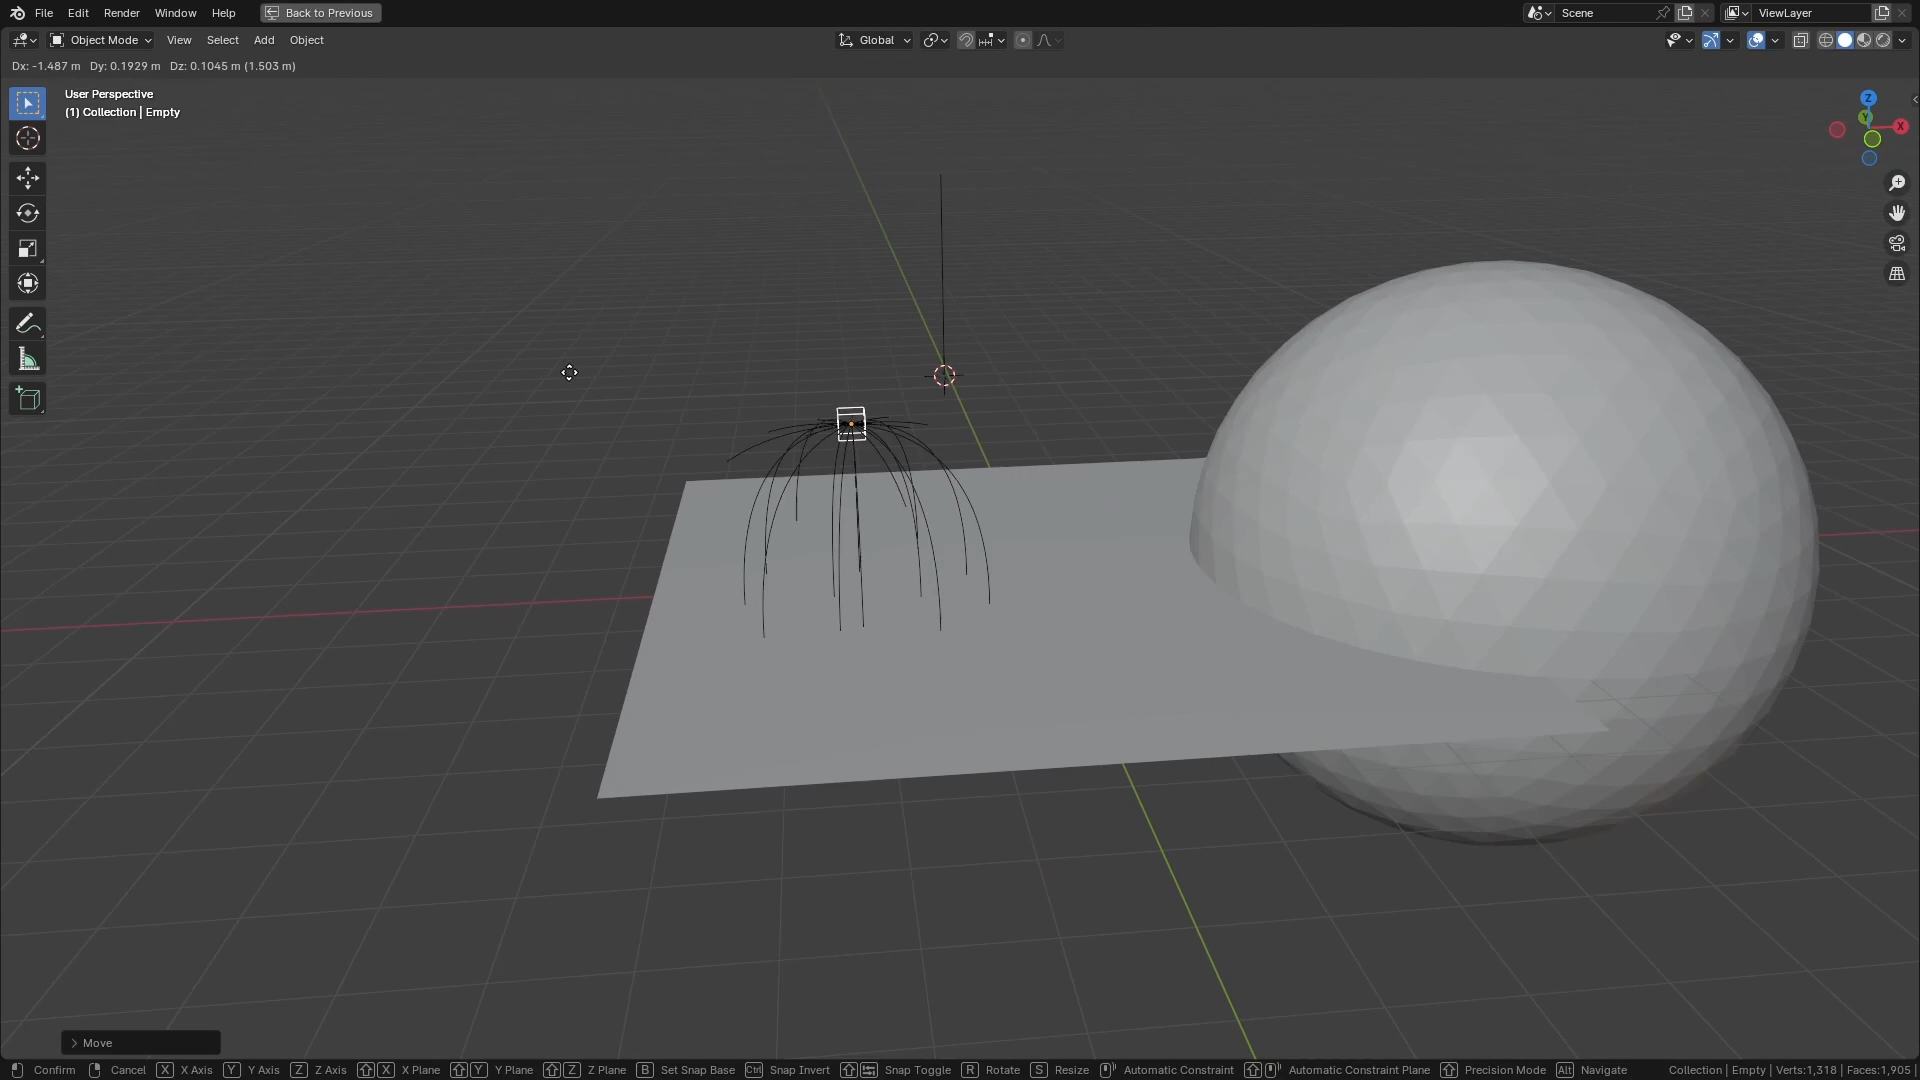 File Edit Render Window Help Back to Previous Scene ViewLayer
Object Mode View Select Add Object Global
Dx: -1.487 m Dy: 0.1929 m Dz: 0.1045 m (1.503 m)
User Perspective
(1) Collection | Empty
Z
Y
X
Move
Confirm Cancel X X Axis Y Y Axis Z Z Axis X X Plane Y Y Plane Z Z Plane B Set Snap Base Ctrl Snap Invert Snap Toggle R Rotate S Resize Automatic Constraint Automatic Constraint Plane Precision Mode Alt Navigate Collection | Empty | Verts:1,318 | Faces:1,905 |